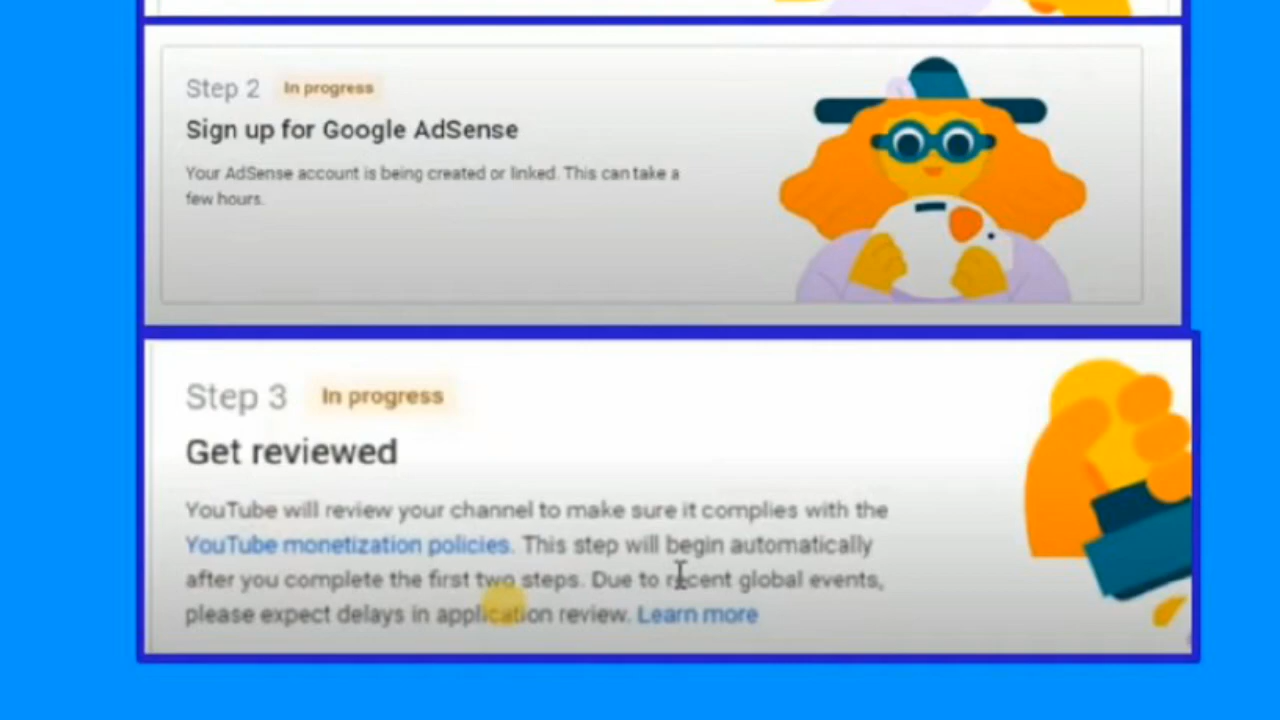 Step 2 In progress
Sign up for Google AdSense
Your AdSense account is being created or linked. This can take a
few hours.
Step 3 In progress
Get reviewed
YouTube will review your channel to make sure it complies with the
YouTube monetization policies. This step will begin automatically
after you complete the first two steps. Due to recent global events,
please expect delays in application review. Learn more